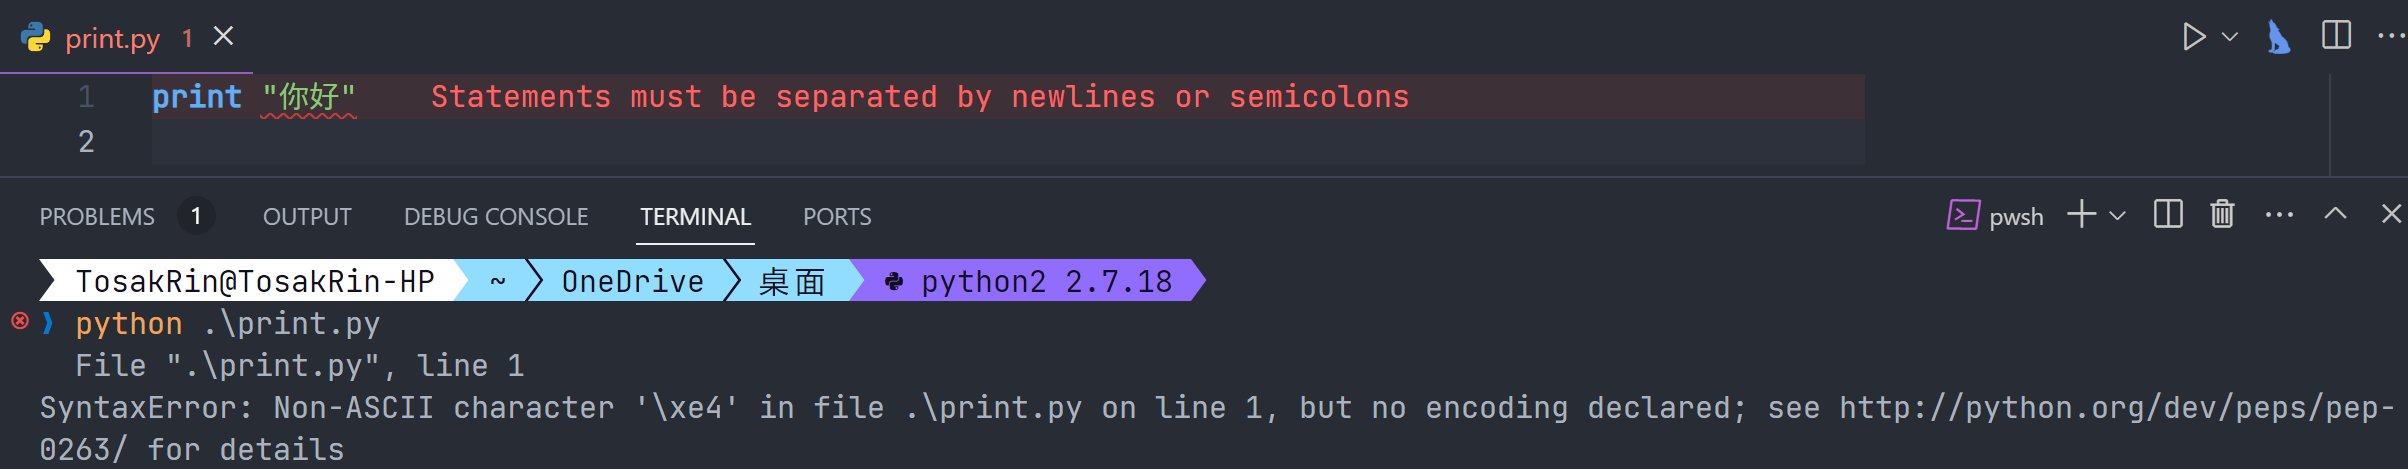 print.py 1
1 print "你好" Statements must be separated by newlines or semicolons
2
PROBLEMS 1 OUTPUT DEBUG CONSOLE TERMINAL PORTS pwsh
TosakRin@TosakRin-HP ~ OneDrive 桌面 python2 2.7.18
❱ python .\print.py
File ".\print.py", line 1
SyntaxError: Non-ASCII character '\xe4' in file .\print.py on line 1, but no encoding declared; see http://python.org/dev/peps/pep-
0263/ for details